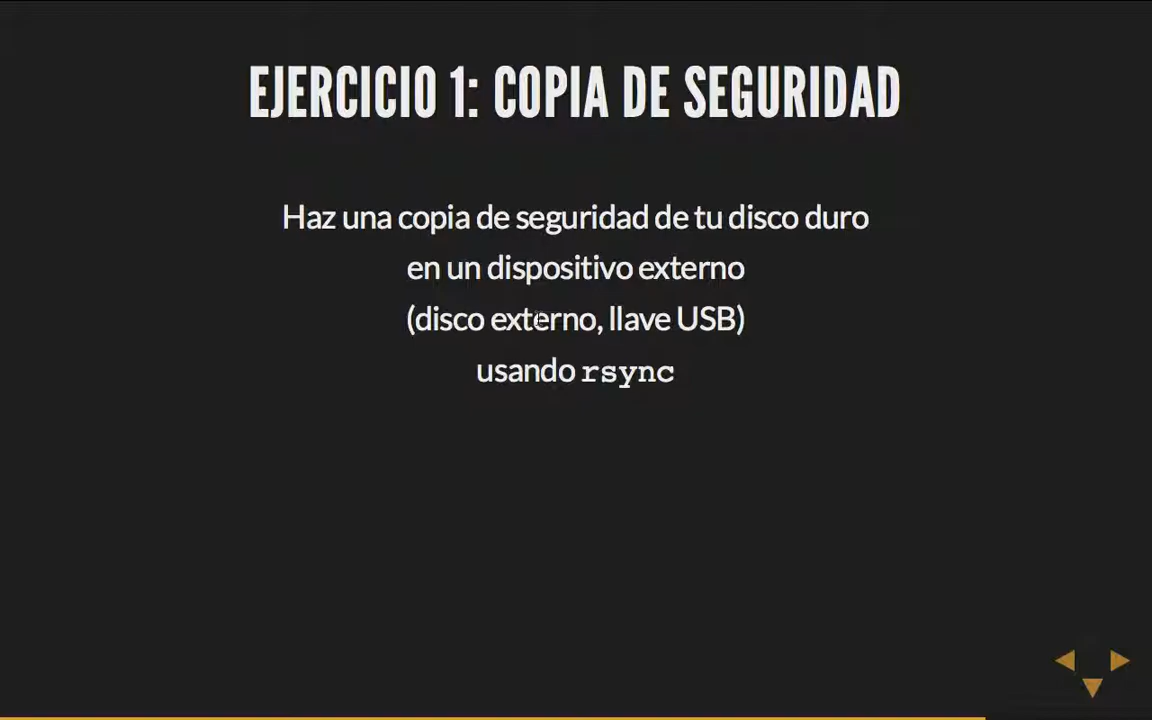 EJERCICIO 1: COPIA DE SEGURIDAD
Haz una copia de seguridad de tu disco duro
en un dispositivo externo
(disco externo, llave USB)
usando rsync